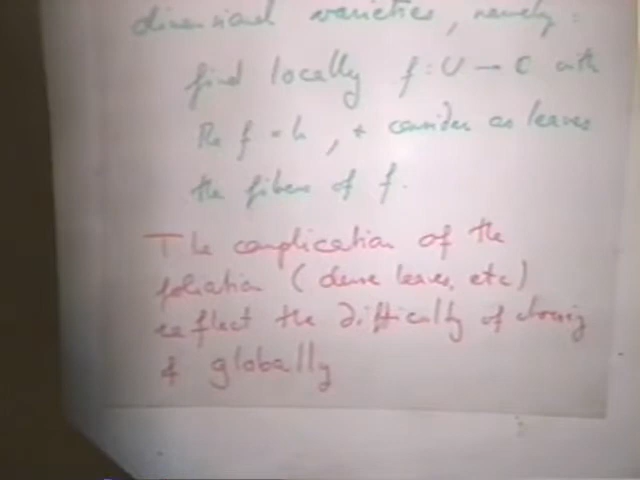 dimensional varieties, namely:
find locally f: U → C with
Re f = h, + consider as leaves
the fibers of f.
The complication of the
foliation (dense leaves, etc)
reflect the difficulty of
f globally